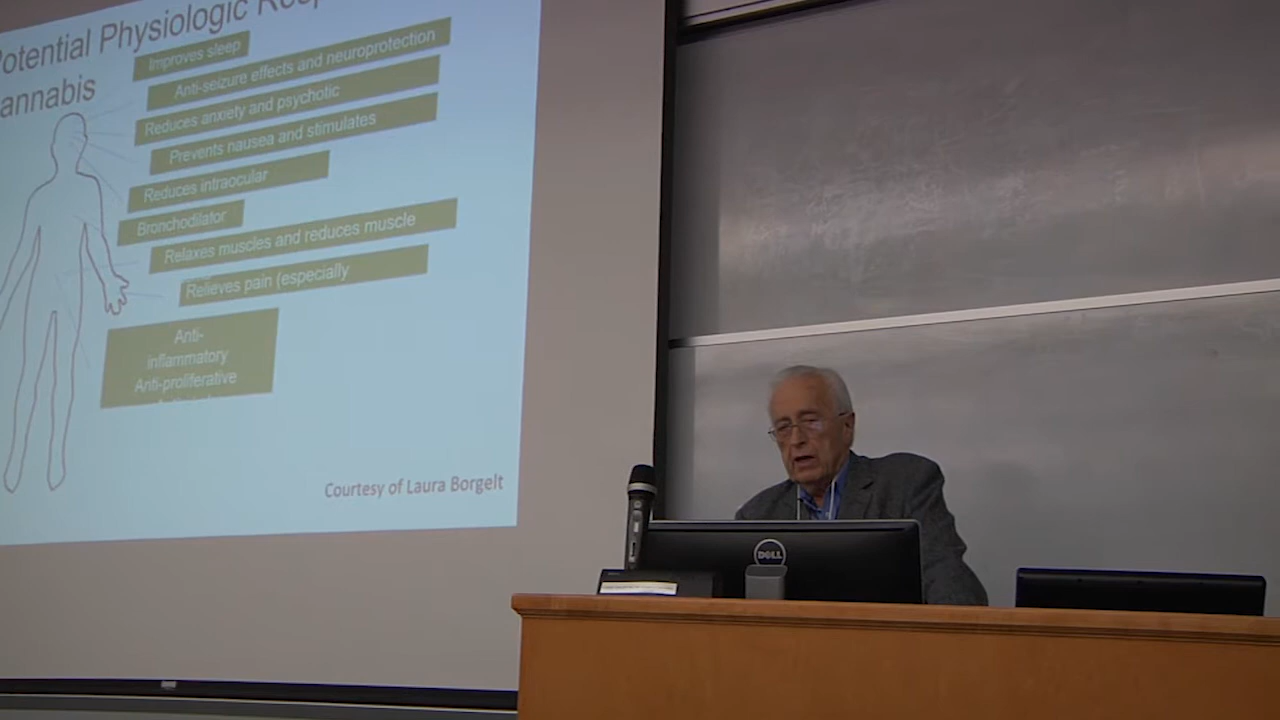 Potential Physiologic Resp
annabis
Improves sleep
Anti-seizure effects and neuroprotection
Reduces anxiety and psychotic
Prevents nausea and stimulates
Reduces intraocular
Bronchodilator
Relaxes muscles and reduces muscle
Relieves pain (especially
Anti-
inflammatory
Anti-proliferative
Courtesy of Laura Borgelt
DELL